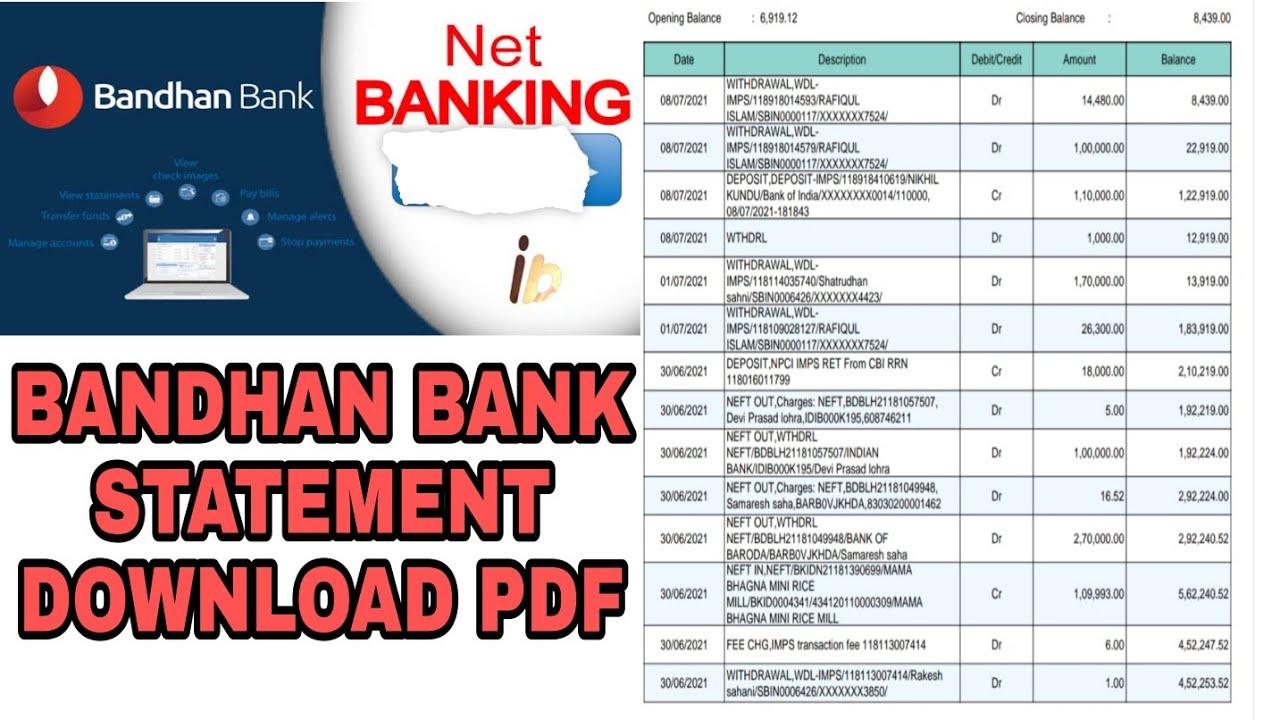 Bandhan Bank
View
check images
View statements
Pay bills
Transfer funds
Manage alerts
Manage accounts
Stop payments
Net
BANKING
ib
BANDHAN BANK
STATEMENT
DOWNLOAD PDF
Opening Balance : 6,919.12 Closing Balance : 8,439.00
Date Description Debit/Credit Amount Balance
WITHDRAWAL,WDL-
08/07/2021 IMPS/118918014593/RAFIQUL Dr 14,480.00 8,439.00
ISLAM/SBIN0000117/XXXXXXX7524/
WITHDRAWAL,WDL-
08/07/2021 IMPS/118918014579/RAFIQUL Dr 1,00,000.00 22,919.00
ISLAM/SBIN0000117/XXXXXXX7524/
DEPOSIT,DEPOSIT-IMPS/118918410619/NIKHIL
08/07/2021 KUNDU/Bank of India/XXXXXXXX0014/110000, Cr 1,10,000.00 1,22,919.00
08/07/2021-181843
08/07/2021 WTHDRL Dr 1,000.00 12,919.00
WITHDRAWAL,WDL-
01/07/2021 IMPS/118114035740/Shatrudhan Dr 1,70,000.00 13,919.00
sahni/SBIN0006426/XXXXXXX4423/
WITHDRAWAL,WDL-
01/07/2021 IMPS/118109028127/RAFIQUL Dr 26,300.00 1,83,919.00
ISLAM/SBIN0000117/XXXXXXX7524/
30/06/2021 DEPOSIT,NPCI IMPS RET From CBI RRN Cr 18,000.00 2,10,219.00
118016011799
30/06/2021 NEFT OUT,Charges: NEFT,BDBLH21181057507, Dr 5.00 1,92,219.00
Devi Prasad lohra,IDIB000K195,608746211
NEFT OUT,WTHDRL
30/06/2021 NEFT/BDBLH21181057507/INDIAN Dr 1,00,000.00 1,92,224.00
BANK/IDIB000K195/Devi Prasad lohra
30/06/2021 NEFT OUT,Charges: NEFT,BDBLH21181049948, Dr 16.52 2,92,224.00
Samaresh saha,BARB0VJKHDA,83030200001462
NEFT OUT,WTHDRL
30/06/2021 NEFT/BDBLH21181049948/BANK OF Dr 2,70,000.00 2,92,240.52
BARODA/BARB0VJKHDA/Samaresh saha
NEFT IN,NEFT/BKIDN21181390699/MAMA
30/06/2021 BHAGNA MINI RICE Cr 1,09,993.00 5,62,240.52
MILL/BKID0004341/434120110000309/MAMA
BHAGNA MINI RICE MILL
30/06/2021 FEE CHG,IMPS transaction fee 118113007414 Dr 6.00 4,52,247.52
30/06/2021 WITHDRAWAL,WDL-IMPS/118113007414/Rakesh Dr 1.00 4,52,253.52
sahani/SBIN0006426/XXXXXXX3850/